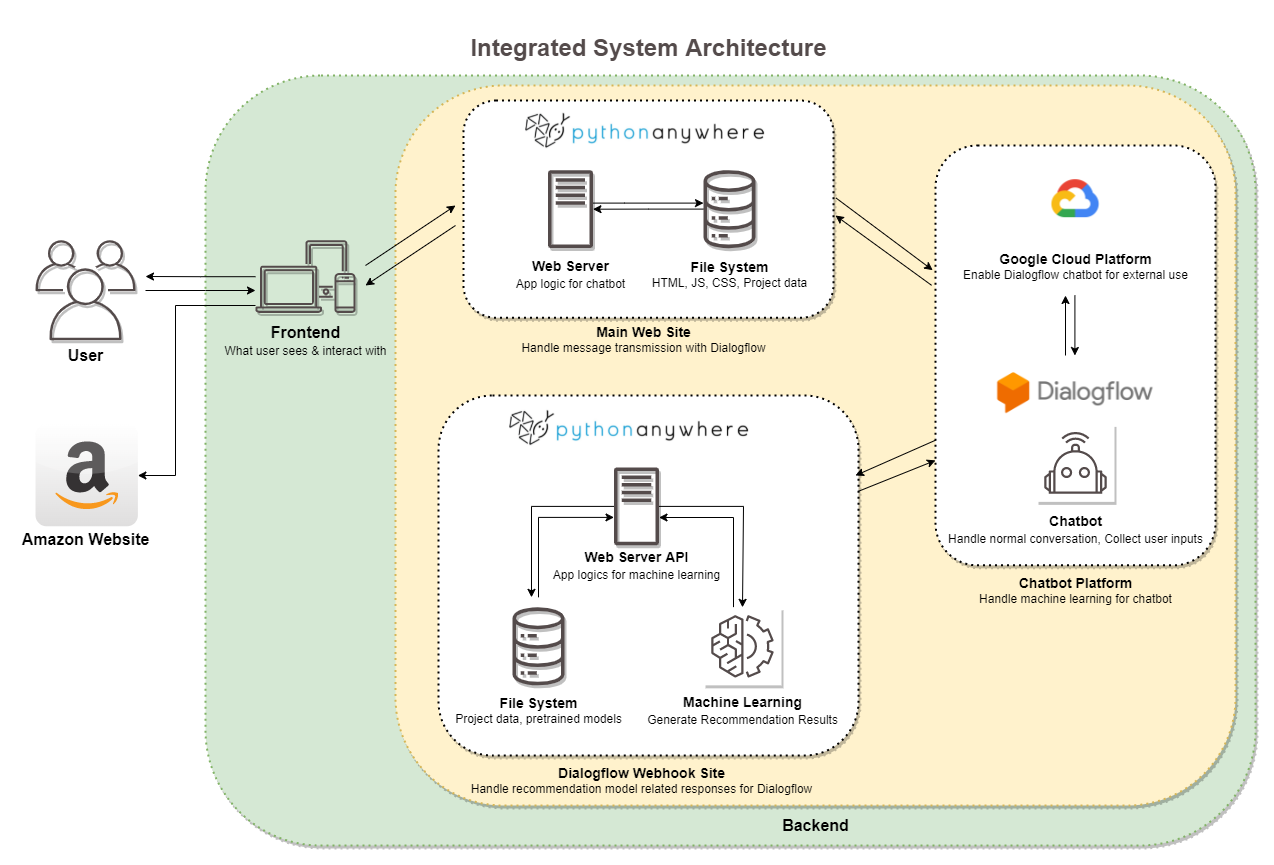 Integrated System Architecture
pythonanywhere
Web Server
App logic for chatbot
File System
HTML, JS, CSS, Project data
Main Web Site
Handle message transmission with Dialogflow
User
Frontend
What user sees & interact with
a
Amazon Website
Google Cloud Platform
Enable Dialogflow chatbot for external use
Dialogflow
Chatbot
Handle normal conversation, Collect user inputs
Chatbot Platform
Handle machine learning for chatbot
pythonanywhere
Web Server API
App logics for machine learning
File System
Project data, pretrained models
Machine Learning
Generate Recommendation Results
Dialogflow Webhook Site
Handle recommendation model related responses for Dialogflow
Backend